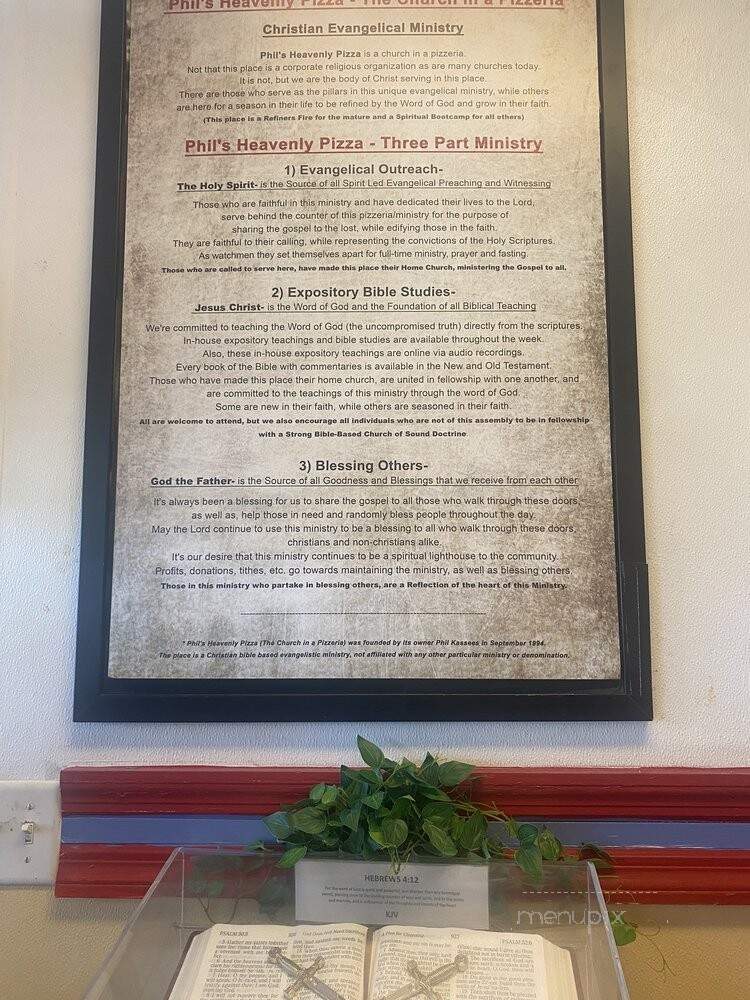 Phil's Heavenly Pizza - The Church in a Pizzeria
Christian Evangelical Ministry
Phil's Heavenly Pizza is a church in a pizzeria.
Not that this place is a corporate religious organization as are many churches today.
It is not, but we are the body of Christ serving in this place.
There are those who serve as the pillars in this unique evangelical ministry, while others
are here for a season in their life to be refined by the Word of God and grow in their faith.
(This place is a Refiners Fire for the mature and a Spiritual Bootcamp for all others)
Phil's Heavenly Pizza - Three Part Ministry
1) Evangelical Outreach-
The Holy Spirit- is the Source of all Spirit Led Evangelical Preaching and Witnessing
Those who are faithful in this ministry and have dedicated their lives to the Lord,
serve behind the counter of this pizzeria/ministry for the purpose of
sharing the gospel to the lost, while edifying those in the faith.
They are faithful to their calling, while representing the convictions of the Holy Scriptures.
As watchmen they set themselves apart for full-time ministry, prayer and fasting.
Those who are called to serve here, have made this place their Home Church, ministering the Gospel to all.
2) Expository Bible Studies-
Jesus Christ- is the Word of God and the Foundation of all Biblical Teaching
We're committed to teaching the Word of God (the uncompromised truth) directly from the scriptures.
In-house expository teachings and bible studies are available throughout the week.
Also, these in-house expository teachings are online via audio recordings.
Every book of the Bible with commentaries is available in the New and Old Testament.
Those who have made this place their home church, are united in fellowship with one another, and
are committed to the teachings of this ministry through the word of God.
Some are new in their faith, while others are seasoned in their faith.
All are welcome to attend, but we also encourage all individuals who are not of this assembly to be in fellowship
with a Strong Bible-Based Church of Sound Doctrine
3) Blessing Others-
God the Father- is the Source of all Goodness and Blessings that we receive from each other
It's always been a blessing for us to share the gospel to all those who walk through these doors,
as well as, help those in need and randomly bless people throughout the day.
May the Lord continue to use this ministry to be a blessing to all who walk through these doors,
christians and non-christians alike.
It's our desire that this ministry continues to be a spiritual lighthouse to the community.
Profits, donations, tithes, etc. go towards maintaining the ministry, as well as blessing others.
Those in this ministry who partake in blessing others, are a Reflection of the heart of this Ministry.
* Phil's Heavenly Pizza (The Church in a Pizzeria) was founded by its owner Phil Kassees in September 1994.
The place is a Christian bible based evangelistic ministry, not affiliated with any other particular ministry or denomination.
HEBREWS 4:12
KJV
menupix
PSALM 50:5
927
PSALM 52:6